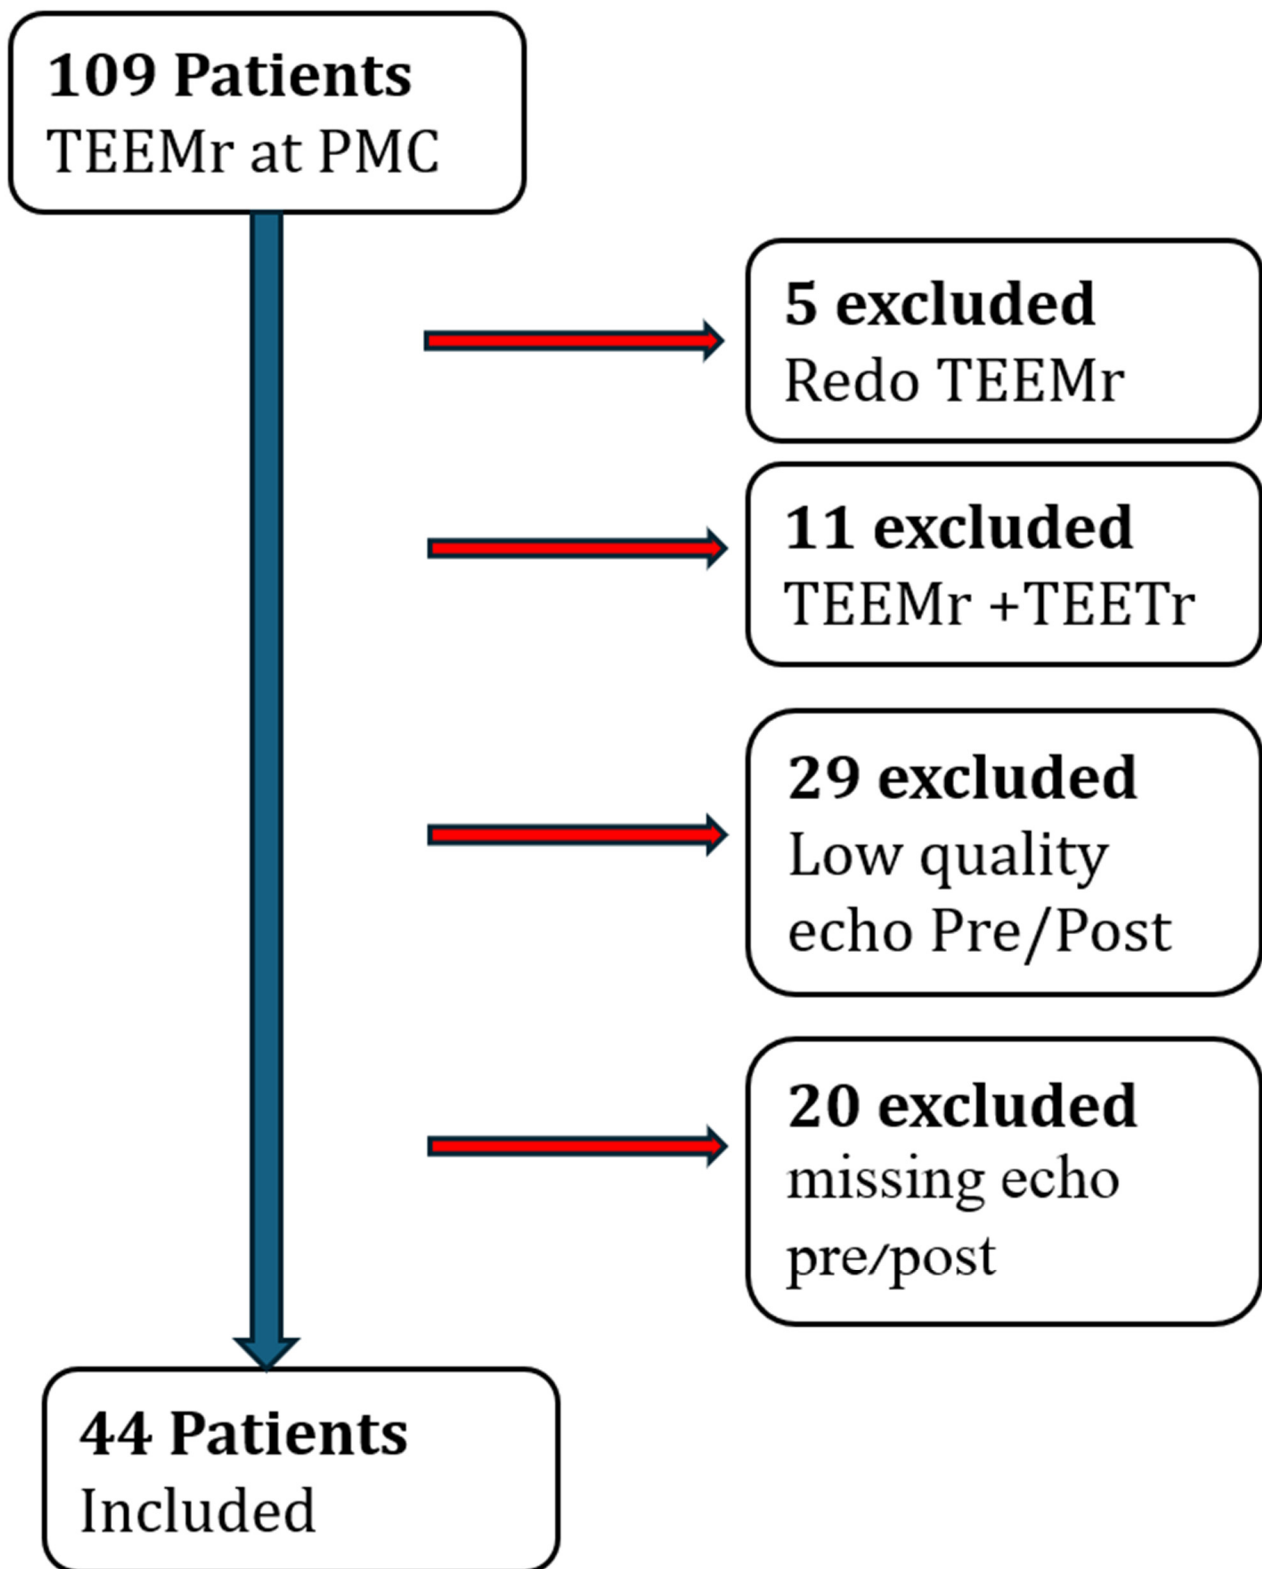 109 Patients
TEEMr at PMC
5 excluded
Redo TEEMr
11 excluded
TEEMr +TEETr
29 excluded
Low quality
echo Pre/Post
20 excluded
missing echo
pre/post
44 Patients
Included